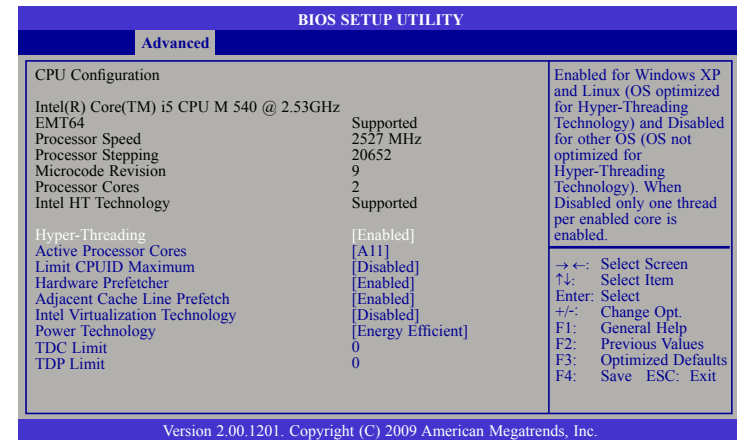 BIOS SETUP UTILITY
Advanced
CPU Configuration
Intel(R) Core(TM) i5 CPU M 540 @ 2.53GHz
EMT64 Supported
Processor Speed 2527 MHz
Processor Stepping 20652
Microcode Revision 9
Processor Cores 2
Intel HT Technology Supported
Hyper-Threading [Enabled]
Active Processor Cores [A11]
Limit CPUID Maximum [Disabled]
Hardware Prefetcher [Enabled]
Adjacent Cache Line Prefetch [Enabled]
Intel Virtualization Technology [Disabled]
Power Technology [Energy Efficient]
TDC Limit 0
TDP Limit 0
Enabled for Windows XP
and Linux (OS optimized
for Hyper-Threading
Technology) and Disabled
for other OS (OS not
optimized for
Hyper-Threading
Technology). When
Disabled only one thread
per enabled core is
enabled.
→←: Select Screen
↑↓: Select Item
Enter: Select
+/-: Change Opt.
F1: General Help
F2: Previous Values
F3: Optimized Defaults
F4: Save ESC: Exit
Version 2.00.1201. Copyright (C) 2009 American Megatrends, Inc.